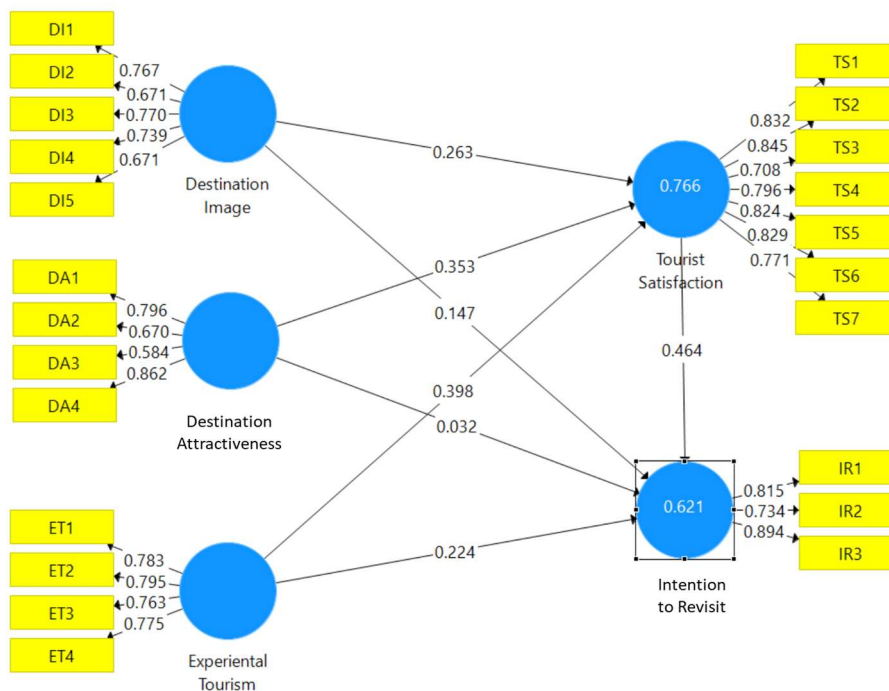 DI1
DI2
DI3
DI4
DI5
0.767
0.671
0.770
0.739
0.671
Destination
Image
DA1
DA2
DA3
DA4
0.796
0.670
0.584
0.862
Destination
Attractiveness
ET1
ET2
ET3
ET4
0.783
0.795
0.763
0.775
Experiental
Tourism
0.263
0.353
0.147
0.398
0.032
0.224
0.766
Tourist
Satisfaction
0.464
0.621
Intention
to Revisit
0.832
0.845
0.708
0.796
0.824
0.829
0.771
TS1
TS2
TS3
TS4
TS5
TS6
TS7
0.815
0.734
0.894
IR1
IR2
IR3